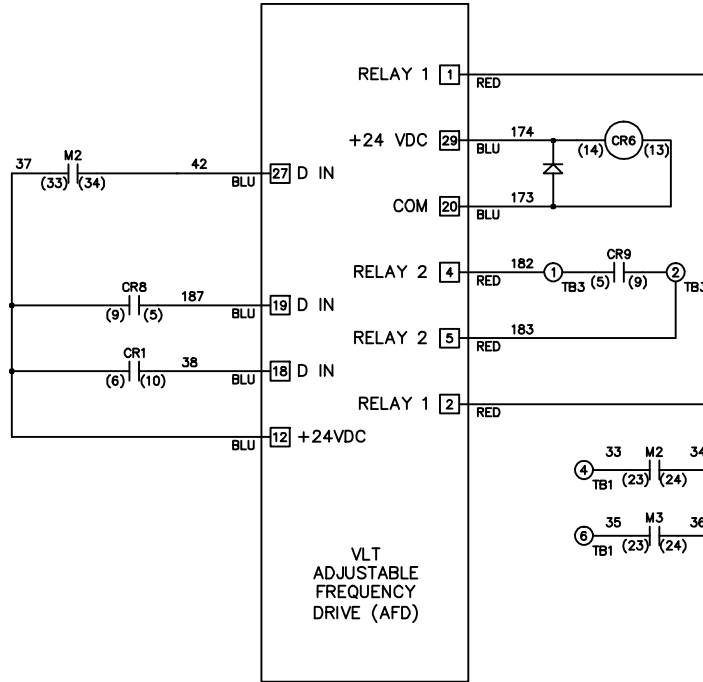 RELAY 1 1 RED
+24 VDC 29 BLU 174 (14) CR6 (13)
37 M2 (33) (34) 42 BLU 27 D IN
COM 20 BLU 173
RELAY 2 4 RED 182 1 TB3 CR9 (5) (9) 2 TB3
CR8 (9) (5) 187 BLU 19 D IN
RELAY 2 5 RED 183
CR1 (6) (10) 38 BLU 18 D IN
RELAY 1 2 RED
BLU 12 +24VDC
4 TB1 33 M2 (23) (24) 34
6 TB1 35 M3 (23) (24) 36
VLT
ADJUSTABLE
FREQUENCY
DRIVE (AFD)